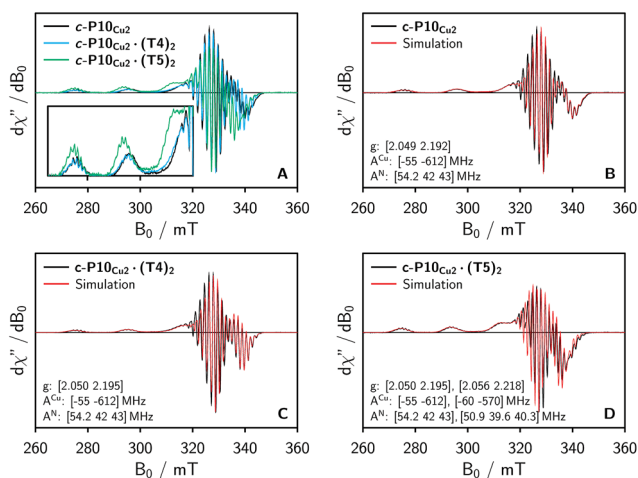 c-P10Cu2
c-P10Cu2·(T4)2
c-P10Cu2·(T5)2
dχ'' / dB0
A
260 280 300 320 340 360
B0 / mT
c-P10Cu2
Simulation
dχ'' / dB0
g: [2.049 2.192]
ACu: [-55 -612] MHz
AN: [54.2 42 43] MHz
B
260 280 300 320 340 360
B0 / mT
c-P10Cu2·(T4)2
Simulation
dχ'' / dB0
g: [2.050 2.195]
ACu: [-55 -612] MHz
AN: [54.2 42 43] MHz
C
260 280 300 320 340 360
B0 / mT
c-P10Cu2·(T5)2
Simulation
dχ'' / dB0
g: [2.050 2.195], [2.056 2.218]
ACu: [-55 -612], [-60 -570] MHz
AN: [54.2 42 43], [50.9 39.6 40.3] MHz
D
260 280 300 320 340 360
B0 / mT